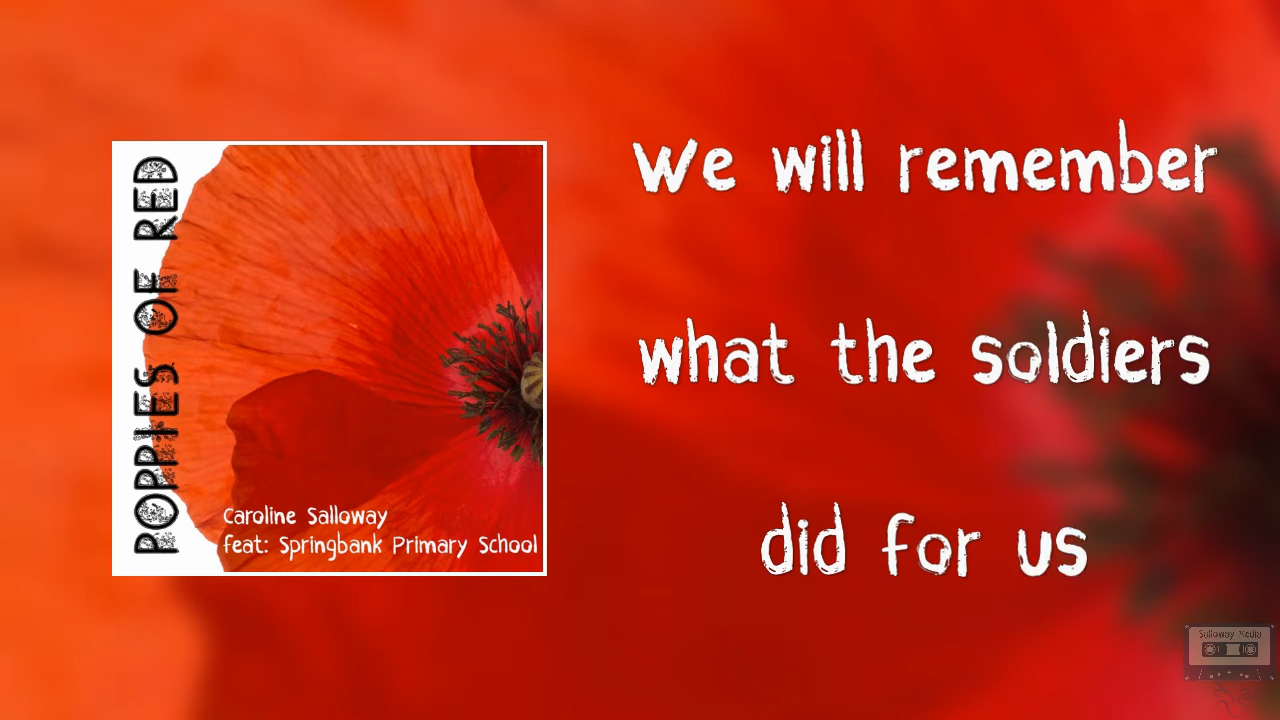 POPPIES OF RED
Caroline Salloway
feat: Springbank Primary School
We will remember
what the soldiers
did for us
Salloway Media